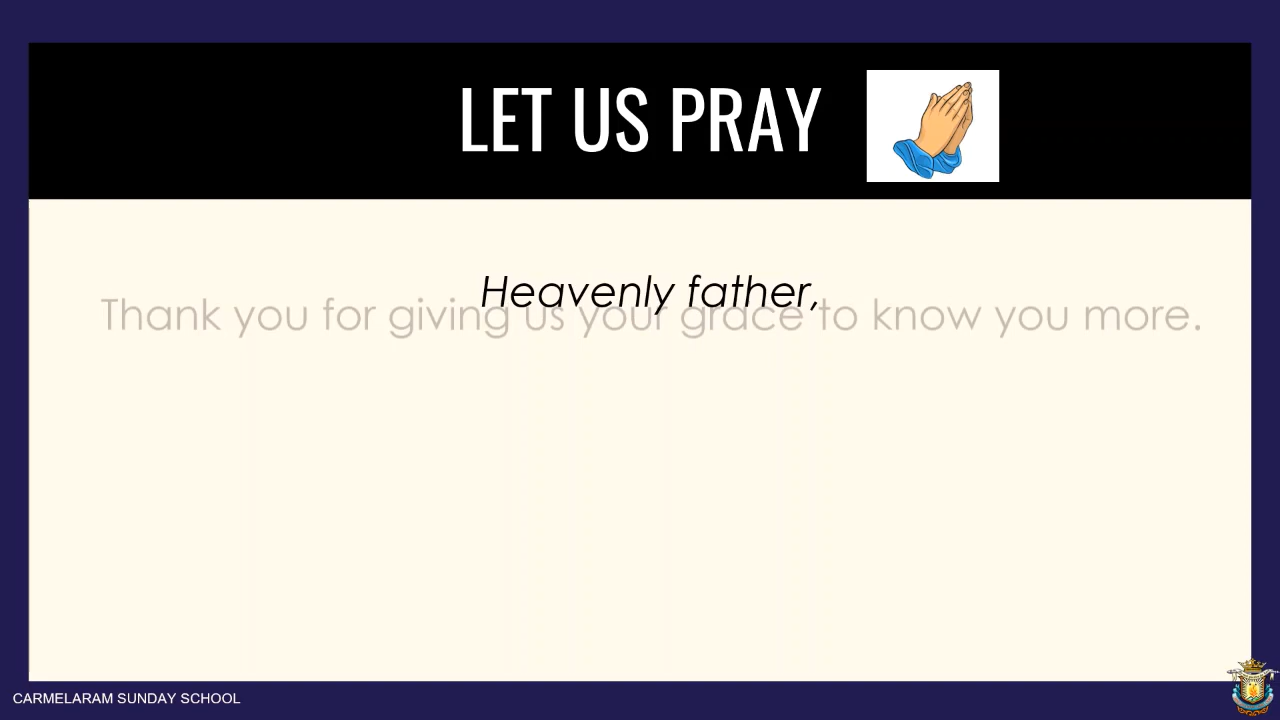 LET US PRAY
Heavenly father,
Thank you for giving us your grace to know you more.
CARMELARAM SUNDAY SCHOOL